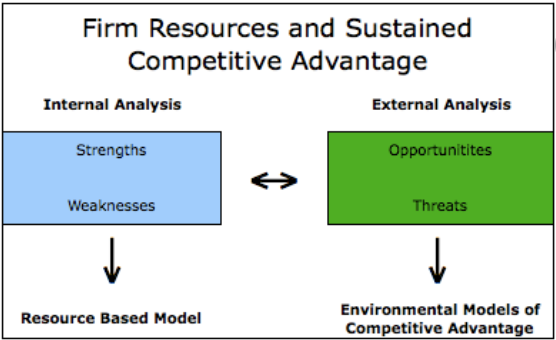 Firm Resources and Sustained
Competitive Advantage
Internal Analysis
External Analysis
Strengths
Opportunitites
Weaknesses
Threats
Resource Based Model
Environmental Models of
Competitive Advantage